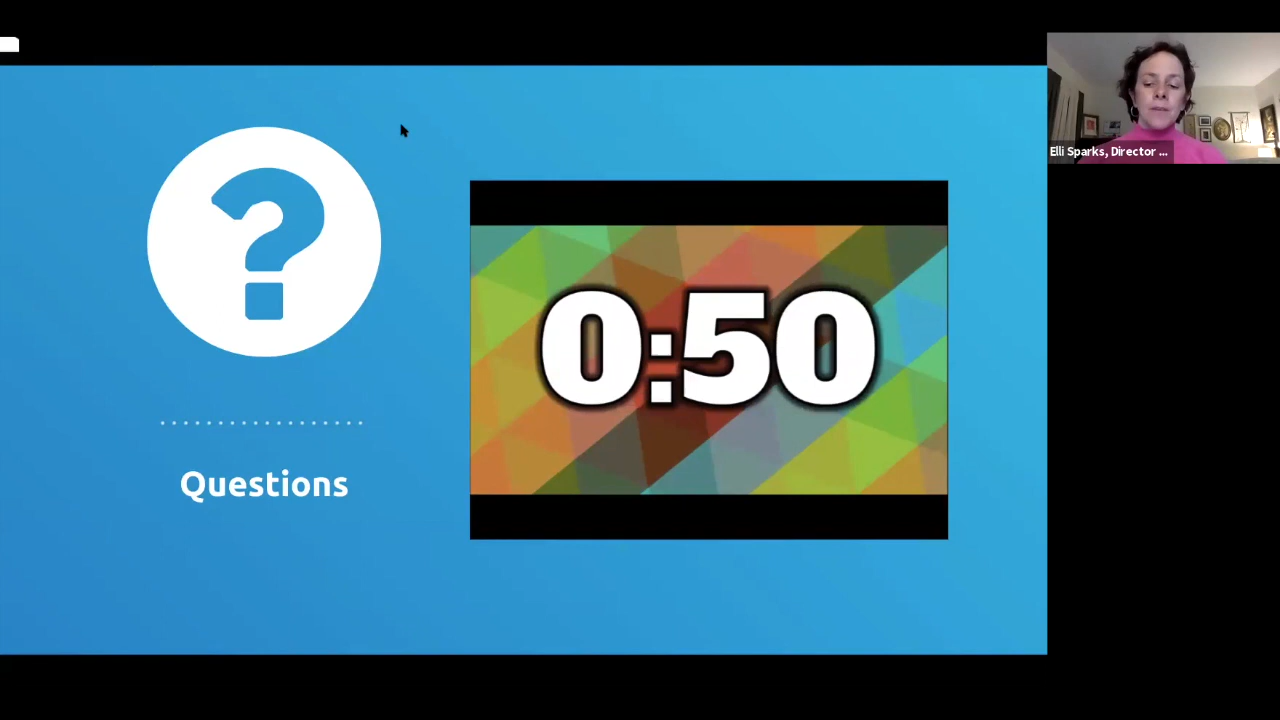 Elli Sparks, Director ...
?
0:50
Questions